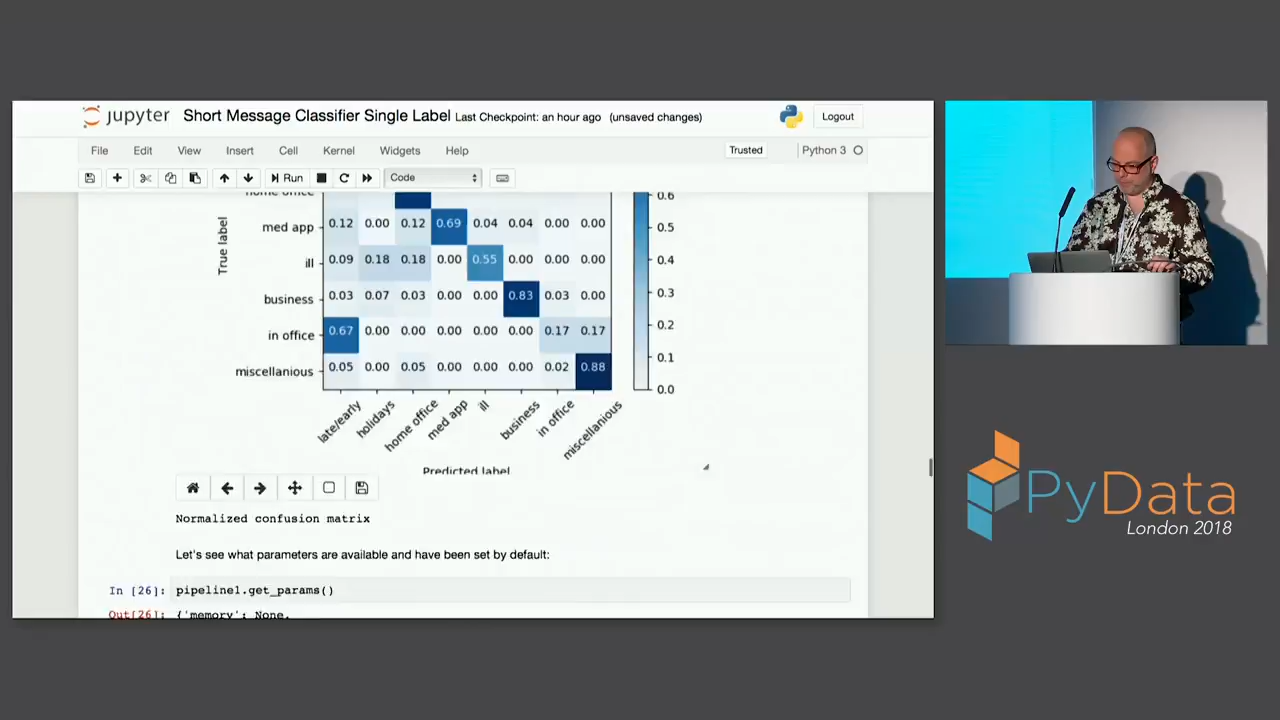 jupyter Short Message Classifier Single Label Last Checkpoint: an hour ago (unsaved changes) Logout
File Edit View Insert Cell Kernel Widgets Help Trusted Python 3
Run Code
home office 0.6
med app 0.12 0.00 0.12 0.69 0.04 0.04 0.00 0.00 0.5
ill 0.09 0.18 0.18 0.00 0.55 0.00 0.00 0.00 0.4
business 0.03 0.07 0.03 0.00 0.00 0.83 0.03 0.00 0.3
in office 0.67 0.00 0.00 0.00 0.00 0.00 0.17 0.17 0.2
miscellanious 0.05 0.00 0.05 0.00 0.00 0.00 0.02 0.88 0.1
0.0
True label
late/early holidays home office med app ill business in office miscellanious
Predicted label
Normalized confusion matrix
Let's see what parameters are available and have been set by default:
In [26]: pipeline1.get_params()
Out[26]: {'memory': None,
PyData
London 2018